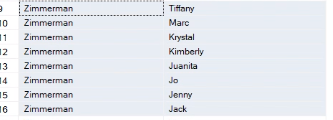 9 Zimmerman Tiffany
10 Zimmerman Marc
11 Zimmerman Krystal
12 Zimmerman Kimberly
13 Zimmerman Juanita
14 Zimmerman Jo
15 Zimmerman Jenny
16 Zimmerman Jack